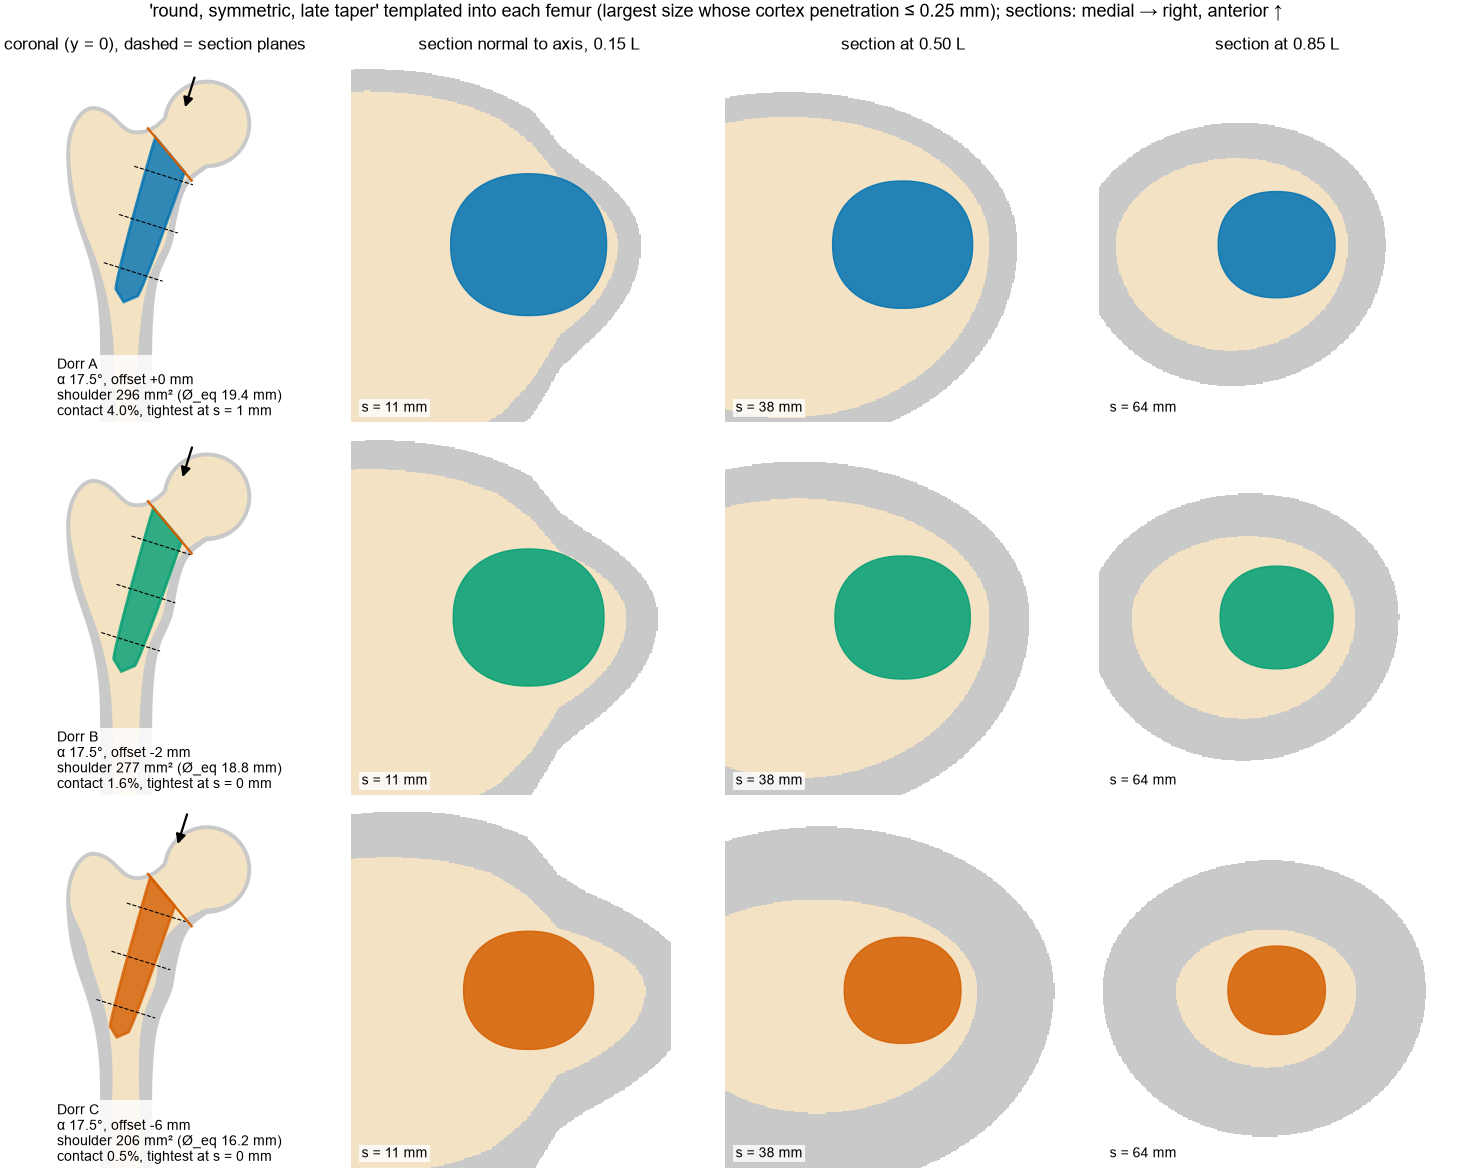 'round, symmetric, late taper' templated into each femur (largest size whose cortex penetration ≤ 0.25 mm); sections: medial → right, anterior ↑
coronal (y = 0), dashed = section planes
section normal to axis, 0.15 L
section at 0.50 L
section at 0.85 L
Dorr A
α 17.5°, offset +0 mm
shoulder 296 mm² (Ø_eq 19.4 mm)
contact 4.0%, tightest at s = 1 mm
s = 11 mm
s = 38 mm
s = 64 mm
Dorr B
α 17.5°, offset -2 mm
shoulder 277 mm² (Ø_eq 18.8 mm)
contact 1.6%, tightest at s = 0 mm
s = 11 mm
s = 38 mm
s = 64 mm
Dorr C
α 17.5°, offset -6 mm
shoulder 206 mm² (Ø_eq 16.2 mm)
contact 0.5%, tightest at s = 0 mm
s = 11 mm
s = 38 mm
s = 64 mm